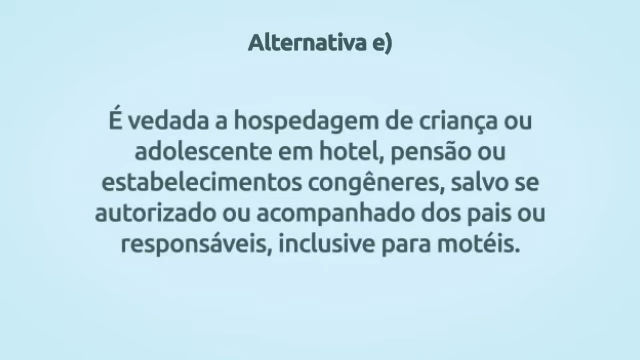 Alternativa e)
É vedada a hospedagem de criança ou
adolescente em hotel, pensão ou
estabelecimentos congêneres, salvo se
autorizado ou acompanhado dos pais ou
responsáveis, inclusive para motéis.